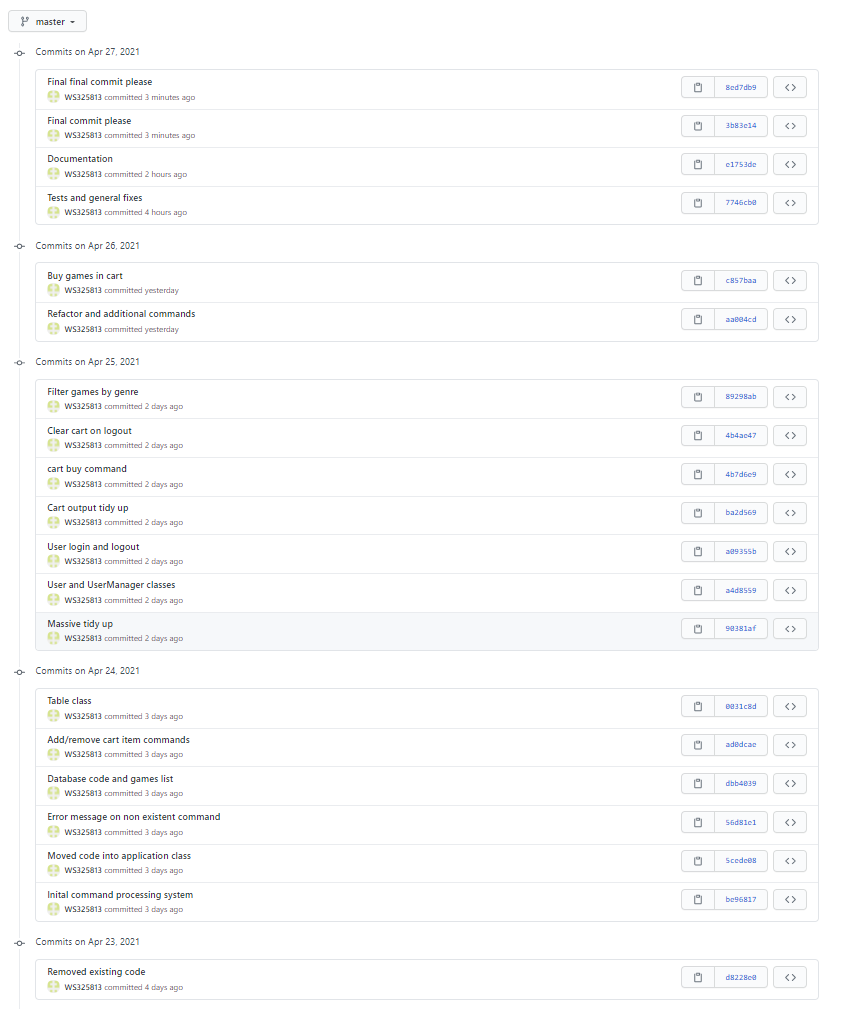 master
Commits on Apr 27, 2021
Final final commit please
WS325813 committed 3 minutes ago
8ed7db9
Final commit please
WS325813 committed 3 minutes ago
3b83e14
Documentation
WS325813 committed 2 hours ago
e1753de
Tests and general fixes
WS325813 committed 4 hours ago
7746cb0
Commits on Apr 26, 2021
Buy games in cart
WS325813 committed yesterday
c857baa
Refactor and additional commands
WS325813 committed yesterday
aa004cd
Commits on Apr 25, 2021
Filter games by genre
WS325813 committed 2 days ago
89298ab
Clear cart on logout
WS325813 committed 2 days ago
4b4ae47
cart buy command
WS325813 committed 2 days ago
4b7d6e9
Cart output tidy up
WS325813 committed 2 days ago
ba2d569
User login and logout
WS325813 committed 2 days ago
a09355b
User and UserManager classes
WS325813 committed 2 days ago
a4d8559
Massive tidy up
WS325813 committed 2 days ago
90381af
Commits on Apr 24, 2021
Table class
WS325813 committed 3 days ago
0031c8d
Add/remove cart item commands
WS325813 committed 3 days ago
ad0dcae
Database code and games list
WS325813 committed 3 days ago
dbb4039
Error message on non existent command
WS325813 committed 3 days ago
56d81e1
Moved code into application class
WS325813 committed 3 days ago
5cede08
Inital command processing system
WS325813 committed 3 days ago
be96817
Commits on Apr 23, 2021
Removed existing code
WS325813 committed 4 days ago
d8228e0